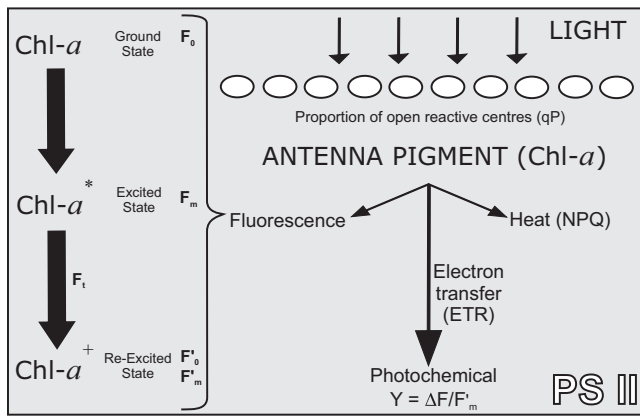 Chl-a Ground State F₀
Chl-a* Excited State Fₘ
Fₜ
Chl-a⁺ Re-Excited State F'₀ F'ₘ
LIGHT
Proportion of open reactive centres (qP)
ANTENNA PIGMENT (Chl-a)
Fluorescence
Heat (NPQ)
Electron
transfer
(ETR)
Photochemical
Y = ΔF/F'ₘ
PS II